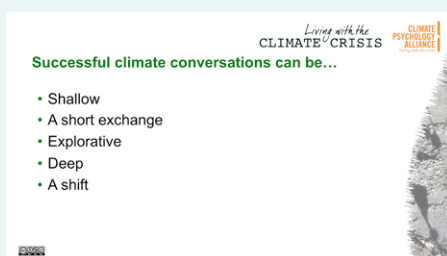 Living with the
CLIMATE CRISIS
CLIMATE
PSYCHOLOGY
ALLIANCE
Successful climate conversations can be…
• Shallow
• A short exchange
• Explorative
• Deep
• A shift